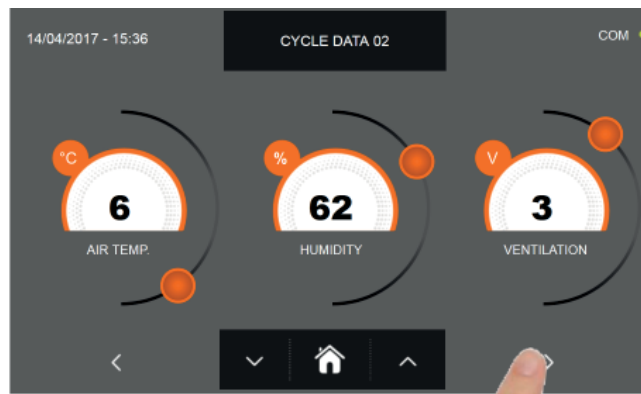 14/04/2017 - 15:36
CYCLE DATA 02
COM
°C
%
V
6
62
3
AIR TEMP.
HUMIDITY
VENTILATION